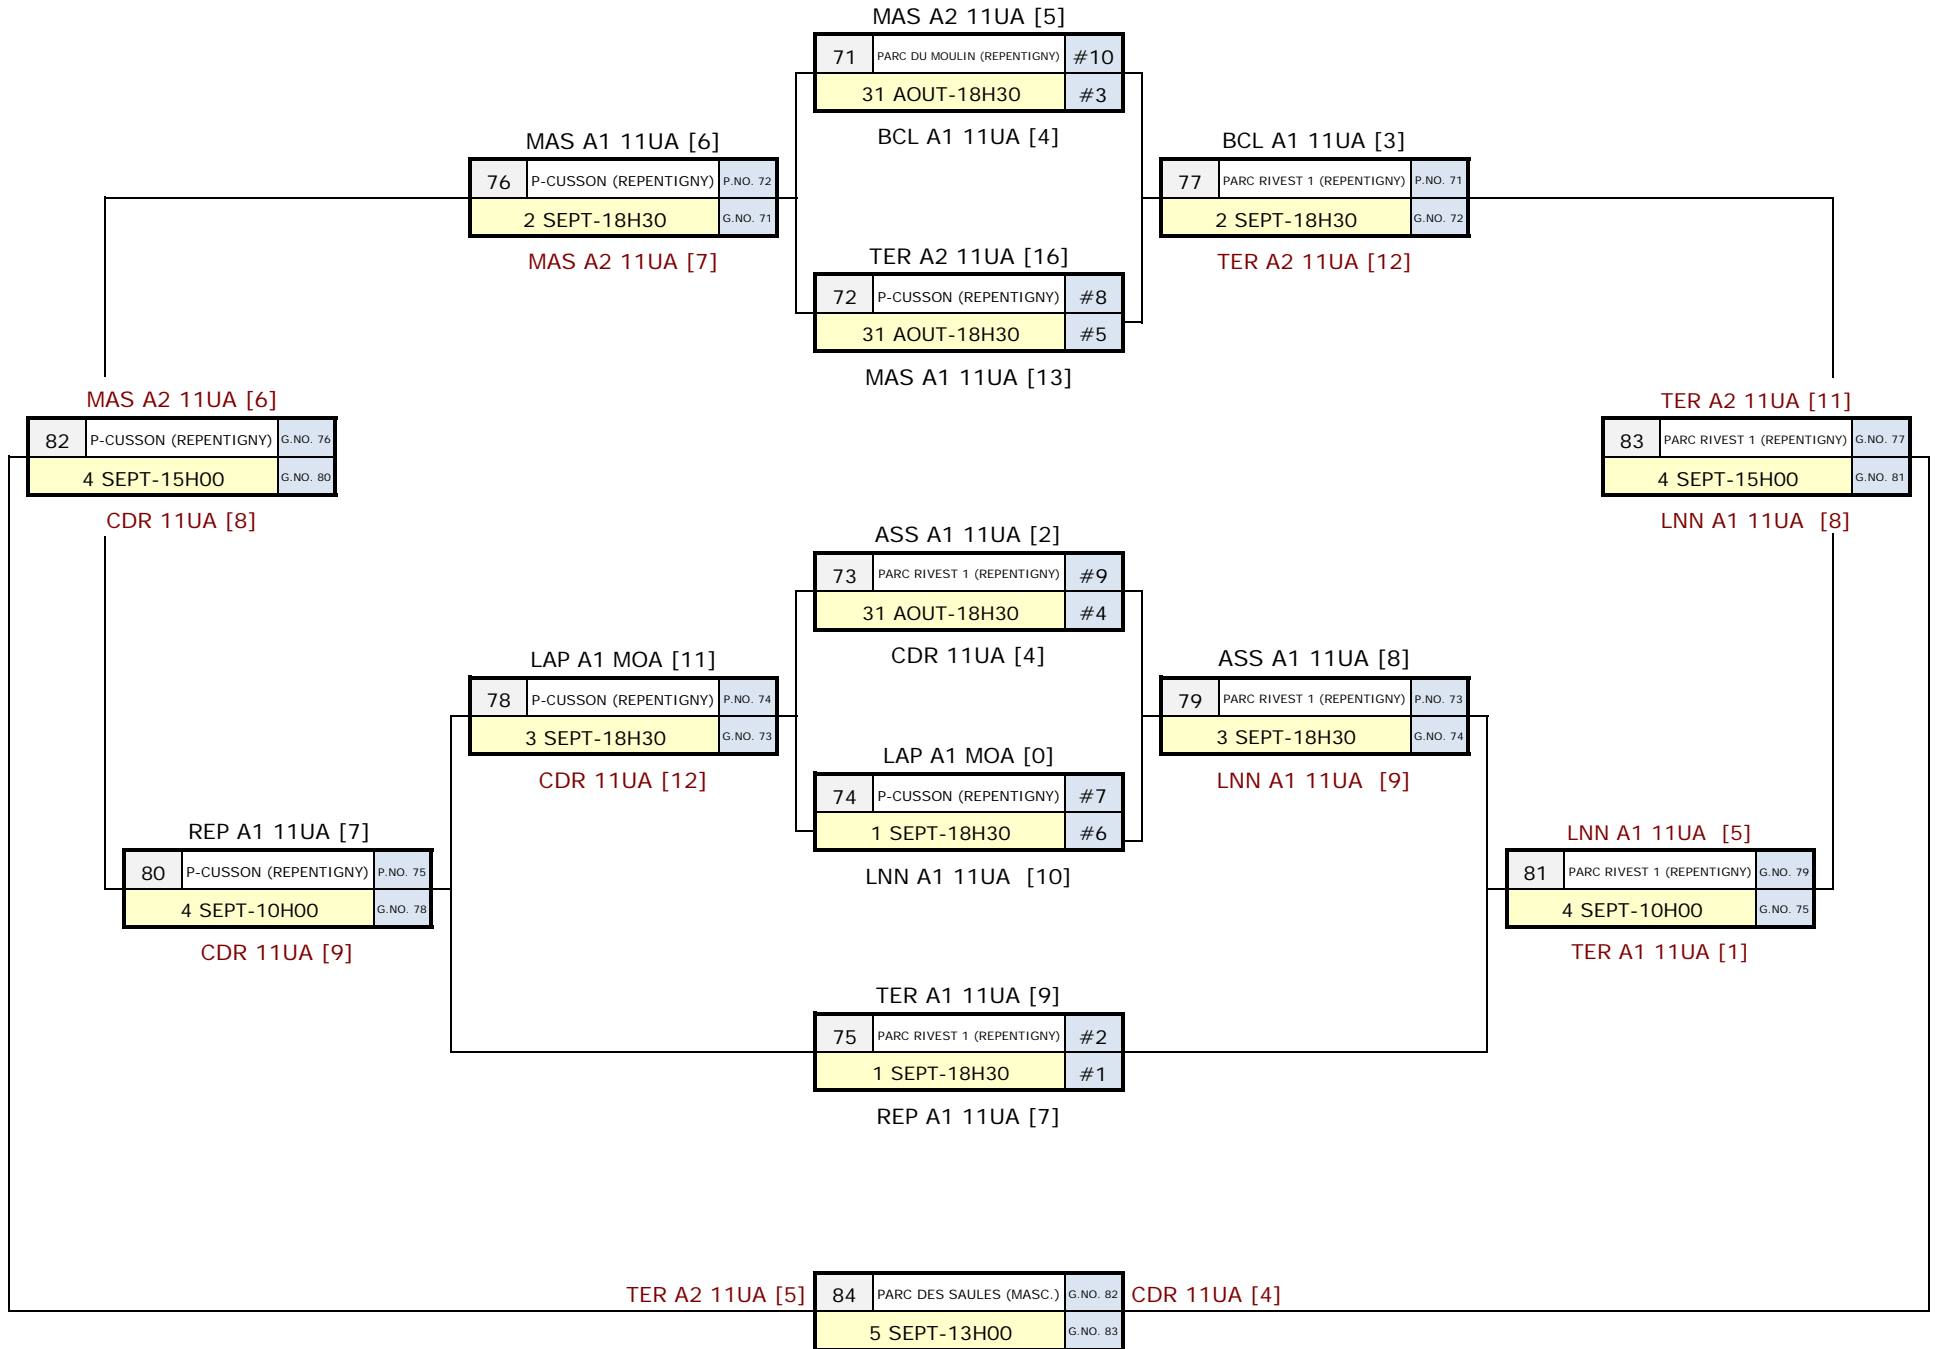 MAS A2 11UA [5]
71 PARC DU MOULIN (REPENTIGNY) #10
31 AOUT-18H30 #3
BCL A1 11UA [4]
MAS A1 11UA [6]
76 P-CUSSON (REPENTIGNY) P.NO. 72
2 SEPT-18H30 G.NO. 71
MAS A2 11UA [7]
BCL A1 11UA [3]
77 PARC RIVEST 1 (REPENTIGNY) P.NO. 71
2 SEPT-18H30 G.NO. 72
TER A2 11UA [12]
TER A2 11UA [16]
72 P-CUSSON (REPENTIGNY) #8
31 AOUT-18H30 #5
MAS A1 11UA [13]
MAS A2 11UA [6]
82 P-CUSSON (REPENTIGNY) G.NO. 76
4 SEPT-15H00 G.NO. 80
CDR 11UA [8]
TER A2 11UA [11]
83 PARC RIVEST 1 (REPENTIGNY) G.NO. 77
4 SEPT-15H00 G.NO. 81
LNN A1 11UA [8]
ASS A1 11UA [2]
73 PARC RIVEST 1 (REPENTIGNY) #9
31 AOUT-18H30 #4
CDR 11UA [4]
LAP A1 MOA [11]
78 P-CUSSON (REPENTIGNY) P.NO. 74
3 SEPT-18H30 G.NO. 73
CDR 11UA [12]
ASS A1 11UA [8]
79 PARC RIVEST 1 (REPENTIGNY) P.NO. 73
3 SEPT-18H30 G.NO. 74
LNN A1 11UA [9]
LAP A1 MOA [0]
74 P-CUSSON (REPENTIGNY) #7
1 SEPT-18H30 #6
LNN A1 11UA [10]
REP A1 11UA [7]
80 P-CUSSON (REPENTIGNY) P.NO. 75
4 SEPT-10H00 G.NO. 78
CDR 11UA [9]
LNN A1 11UA [5]
81 PARC RIVEST 1 (REPENTIGNY) G.NO. 79
4 SEPT-10H00 G.NO. 75
TER A1 11UA [1]
TER A1 11UA [9]
75 PARC RIVEST 1 (REPENTIGNY) #2
1 SEPT-18H30 #1
REP A1 11UA [7]
TER A2 11UA [5] 84 PARC DES SAULES (MASC.) G.NO. 82 CDR 11UA [4]
5 SEPT-13H00 G.NO. 83